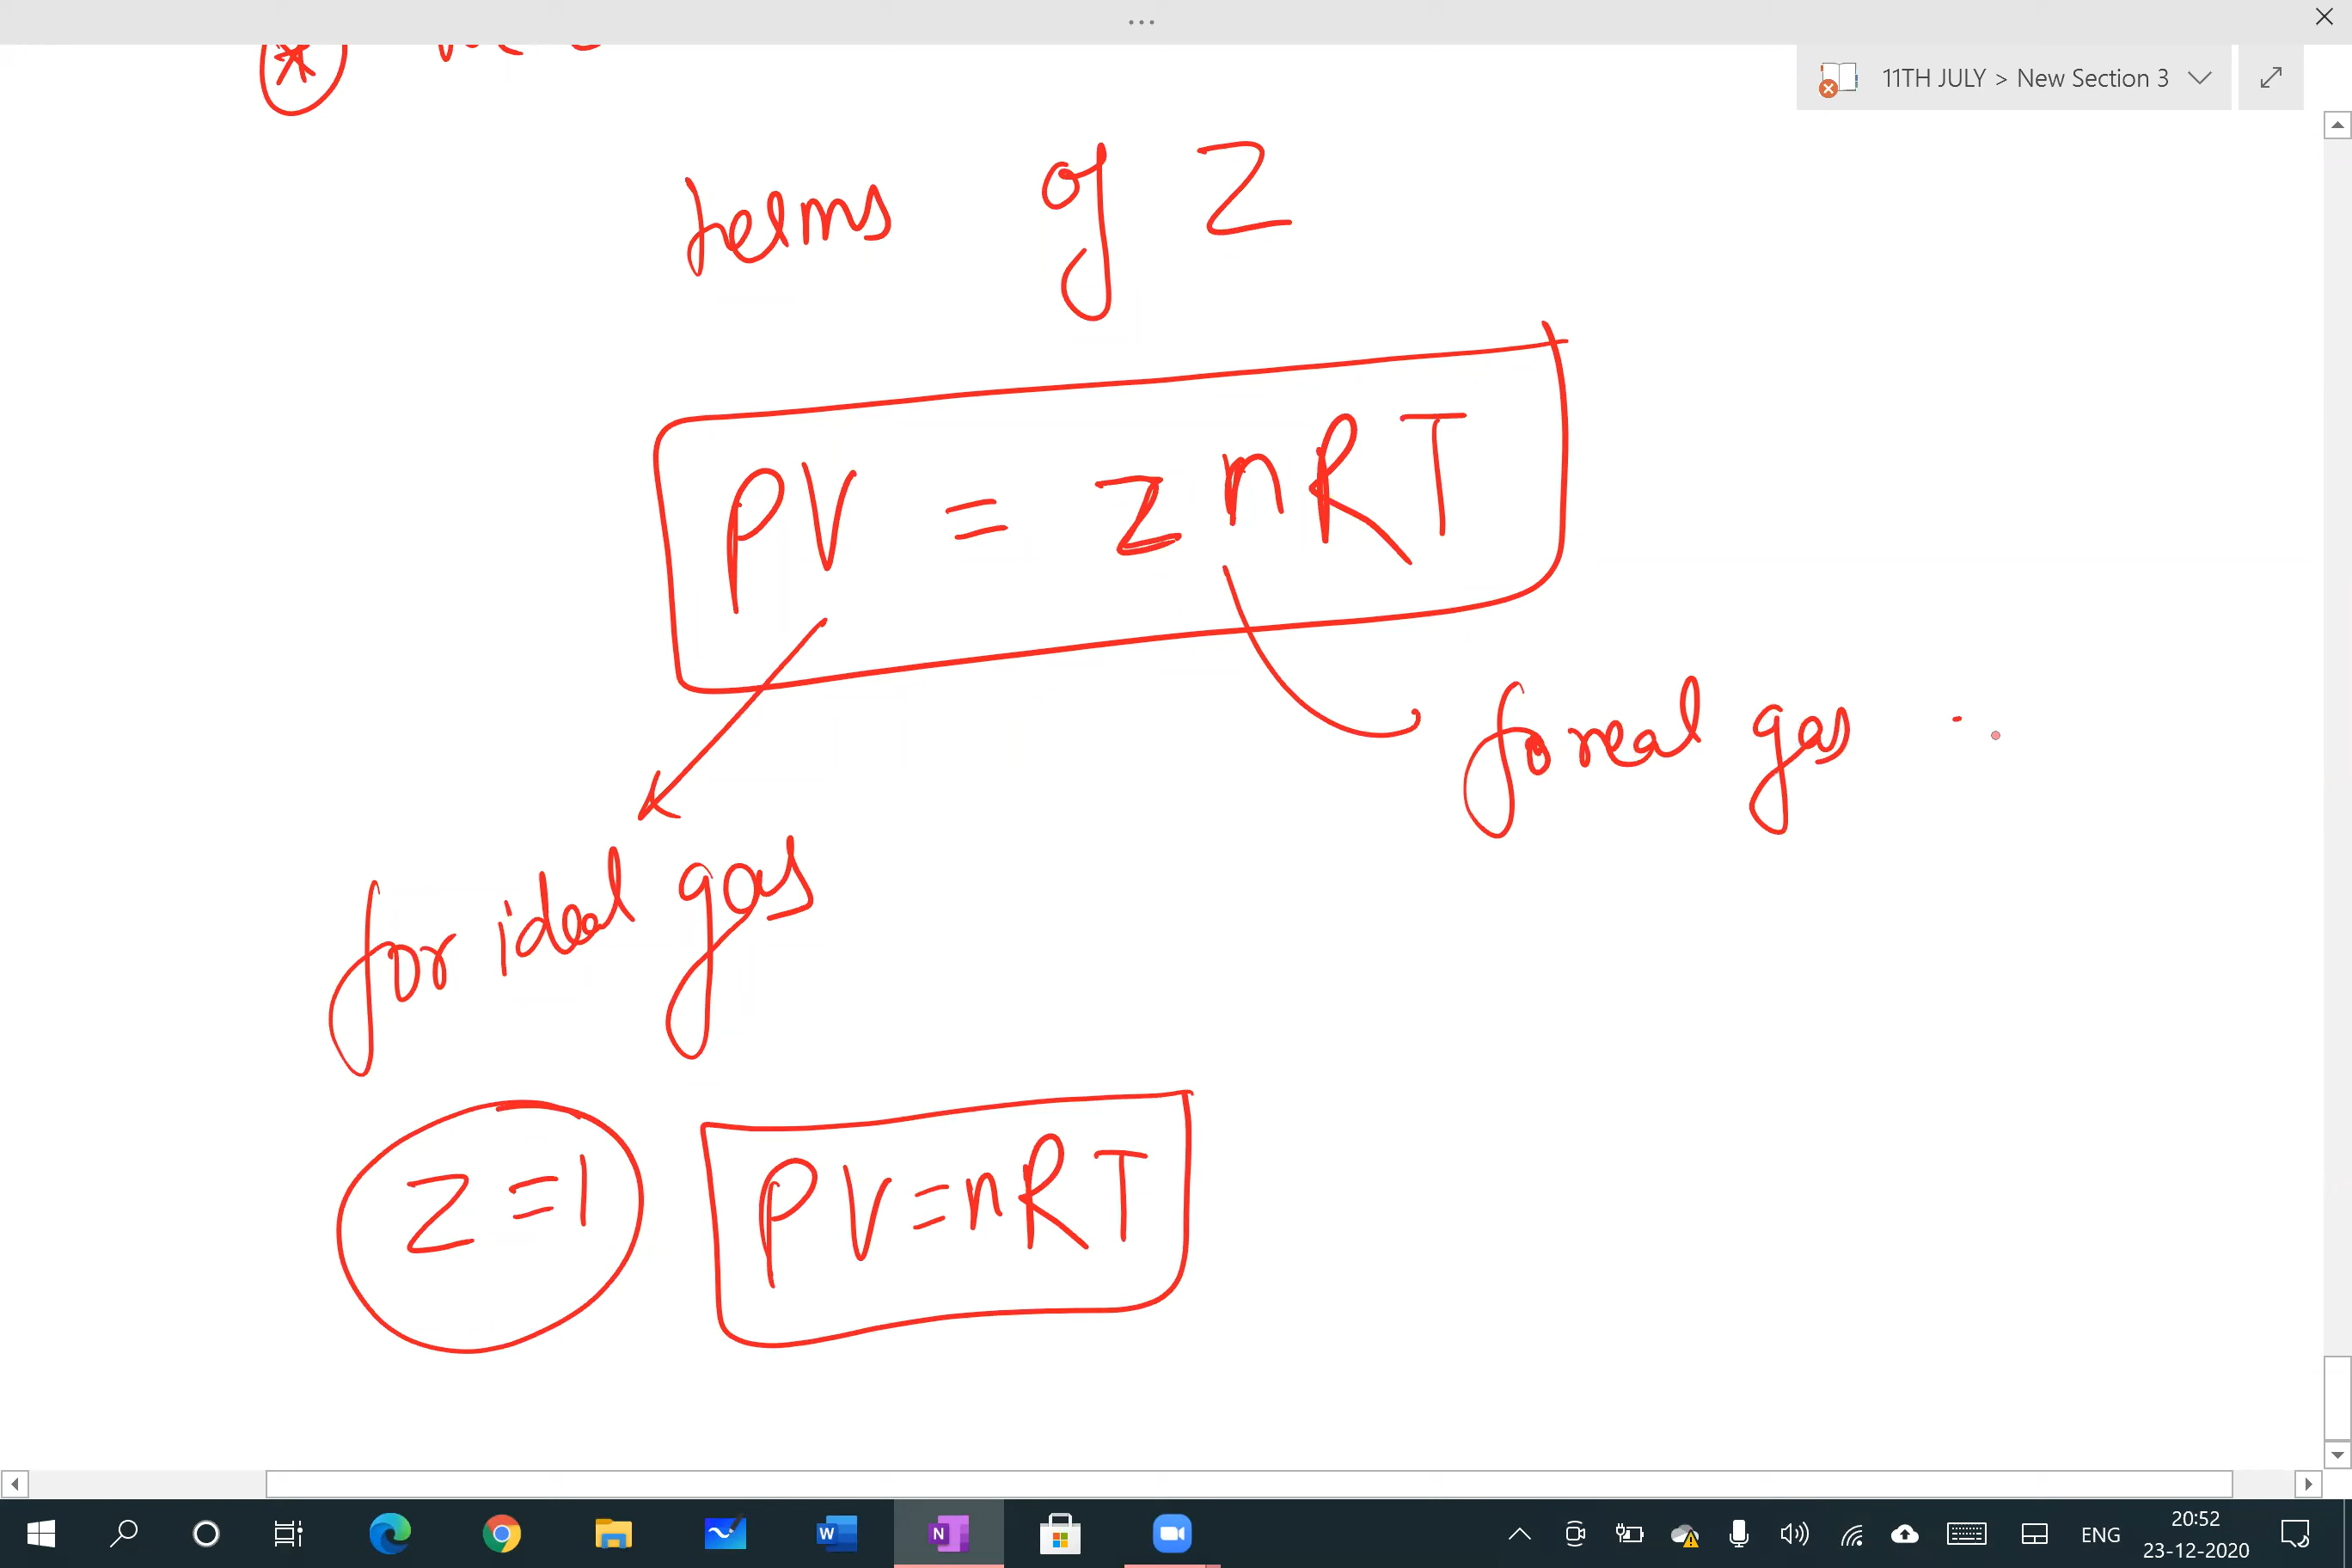 ...
11TH JULY > New Section 3
terms of Z
PV = ZnRT
for real gas
for ideal gas
Z = 1
PV = nRT
ENG
20:52
23-12-2020